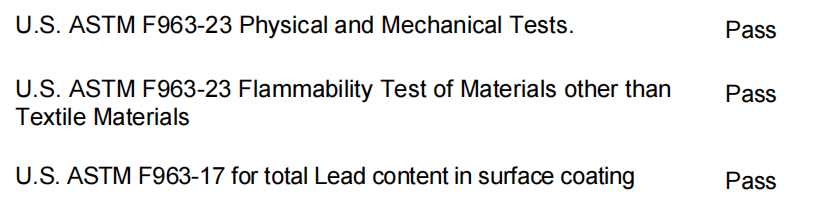 U.S. ASTM F963-23 Physical and Mechanical Tests. Pass
U.S. ASTM F963-23 Flammability Test of Materials other than Pass
Textile Materials
U.S. ASTM F963-17 for total Lead content in surface coating Pass